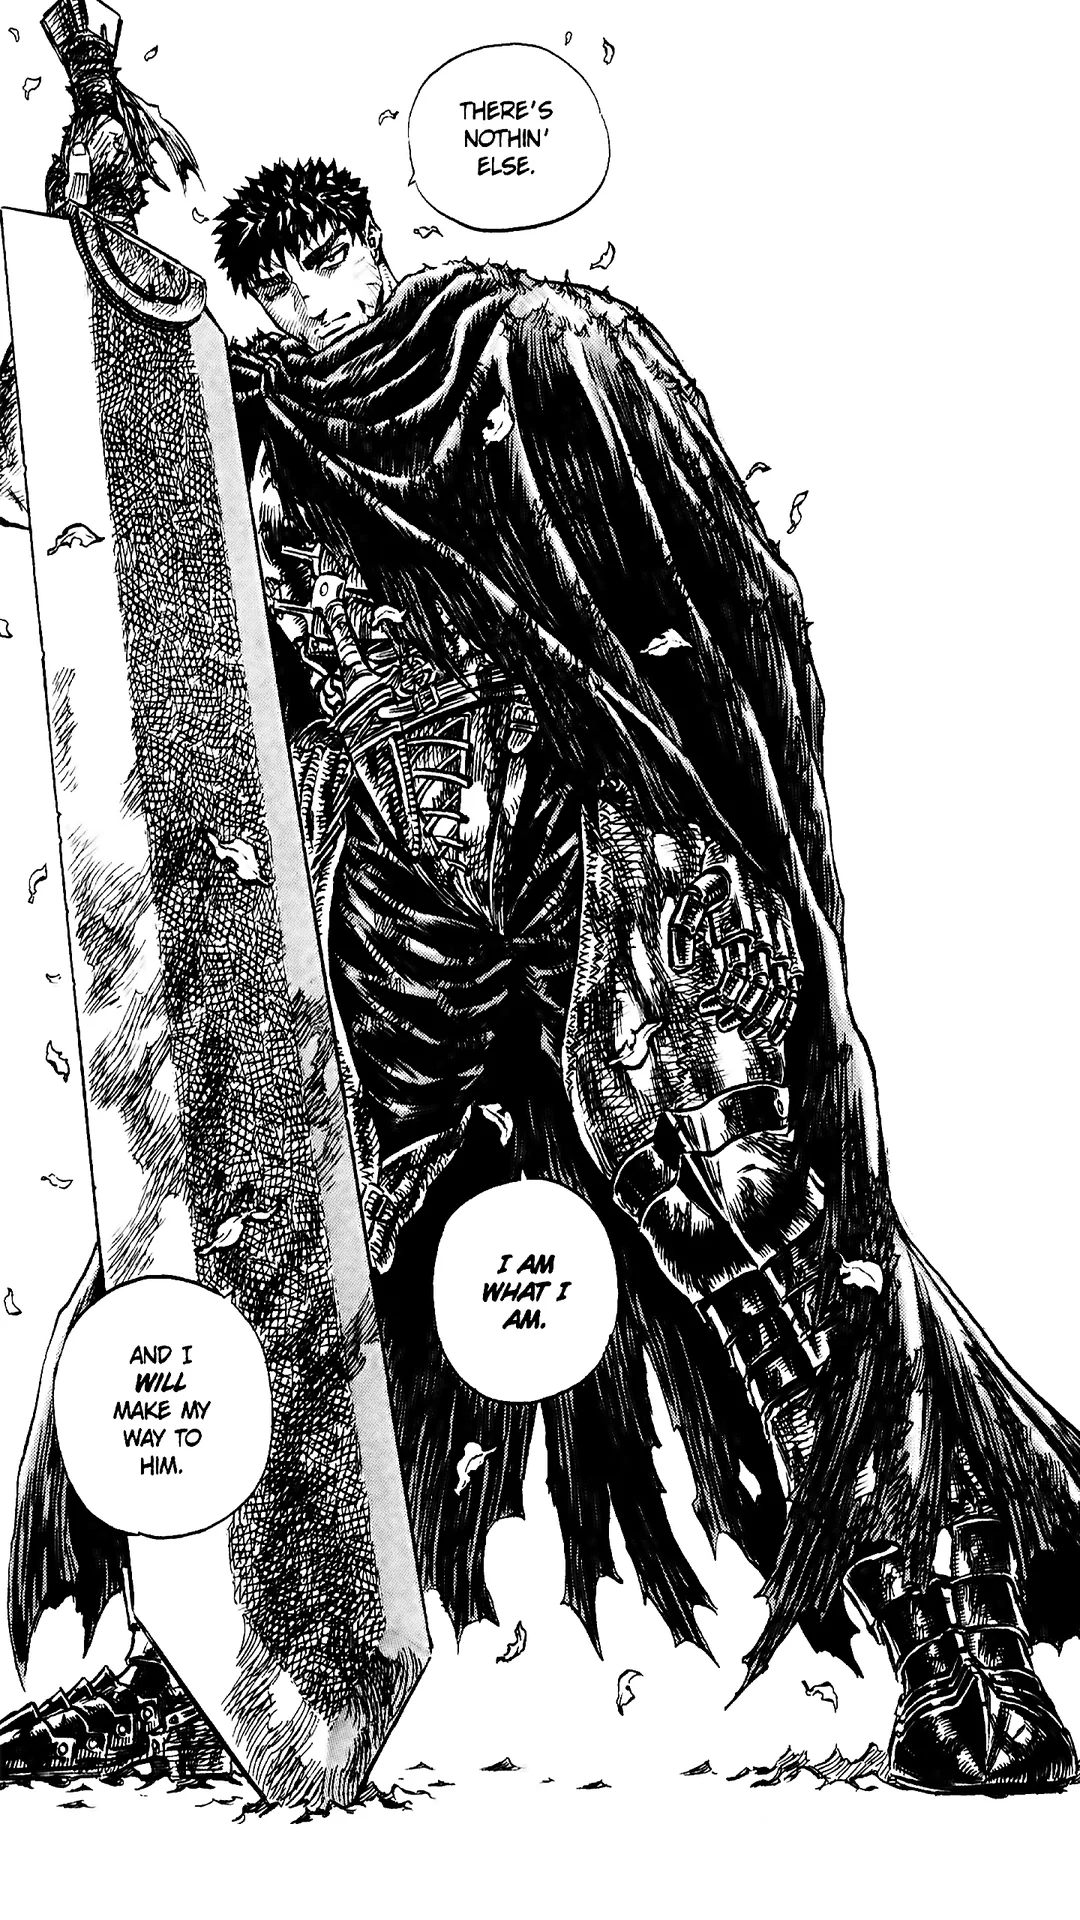 THERE'S
NOTHIN'
ELSE.
I AM
WHAT I
AM.
AND I
WILL
MAKE MY
WAY TO
HIM.